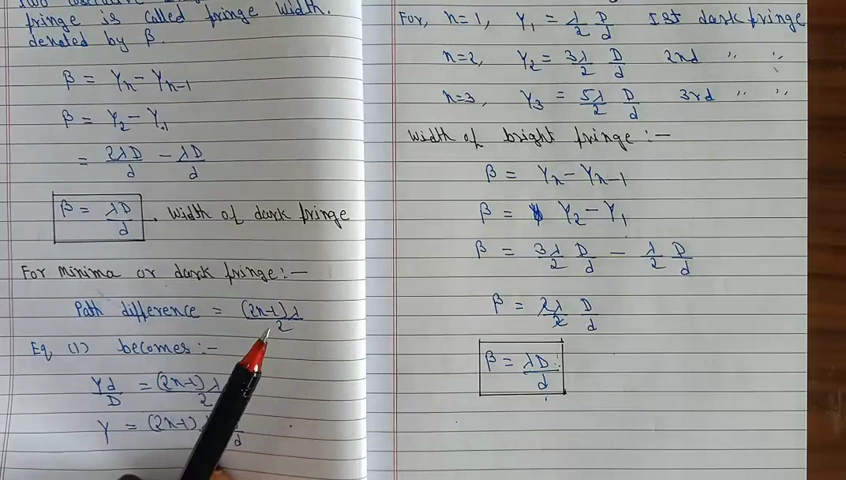 fringe is called fringe width.
denoted by β.
β = Yn - Yn-1
β = Y2 - Y1
= 2λD/d - λD/d
β = λD/d . Width of dark fringe
For minima or dark fringe:-
Path difference = (2n-1)λ/2
Eq (1) becomes:-
Yd/D = (2n-1)λ/2
Y = (2n-1)
For, n=1, Y1 = λ/2 D/d Ist dark fringe
n=2, Y2 = 3λ/2 D/d 2nd " "
n=3, Y3 = 5λ/2 D/d 3rd " "
Width of bright fringe :-
β = Yn - Yn-1
β = Y2 - Y1
β = 3λ/2 D/d - λ/2 D/d
β = 2λ/2 D/d
β = λD/d